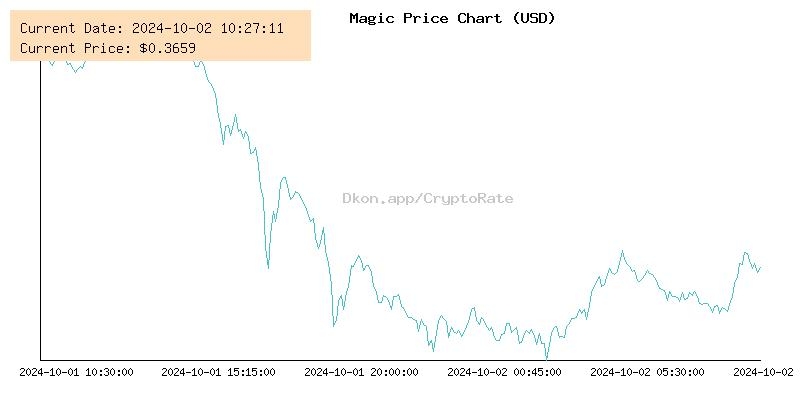 Magic Price Chart (USD)
Current Date: 2024-10-02 10:27:11
Current Price: $0.3659
Dkon.app/CryptoRate
2024-10-01 10:30:00
2024-10-01 15:15:00
2024-10-01 20:00:00
2024-10-02 00:45:00
2024-10-02 05:30:00
2024-10-02